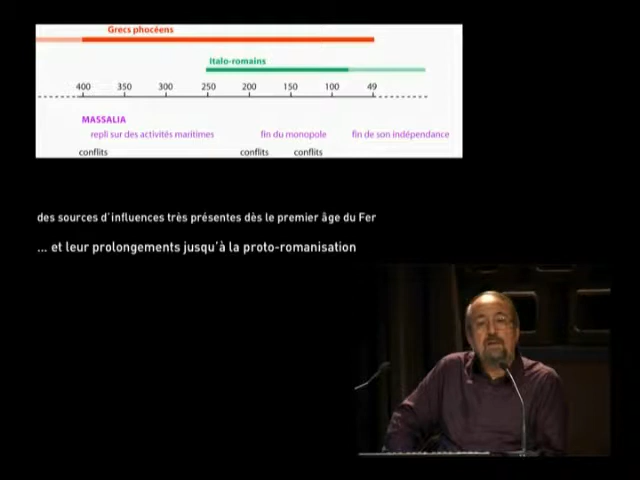 Grecs phocéens
Italo-romains
400 350 300 250 200 150 100 49
MASSALIA
repli sur des activités maritimes fin du monopole fin de son indépendance
conflits conflits conflits
des sources d'influences très présentes dès le premier âge du Fer
... et leur prolongements jusqu'à la proto-romanisation